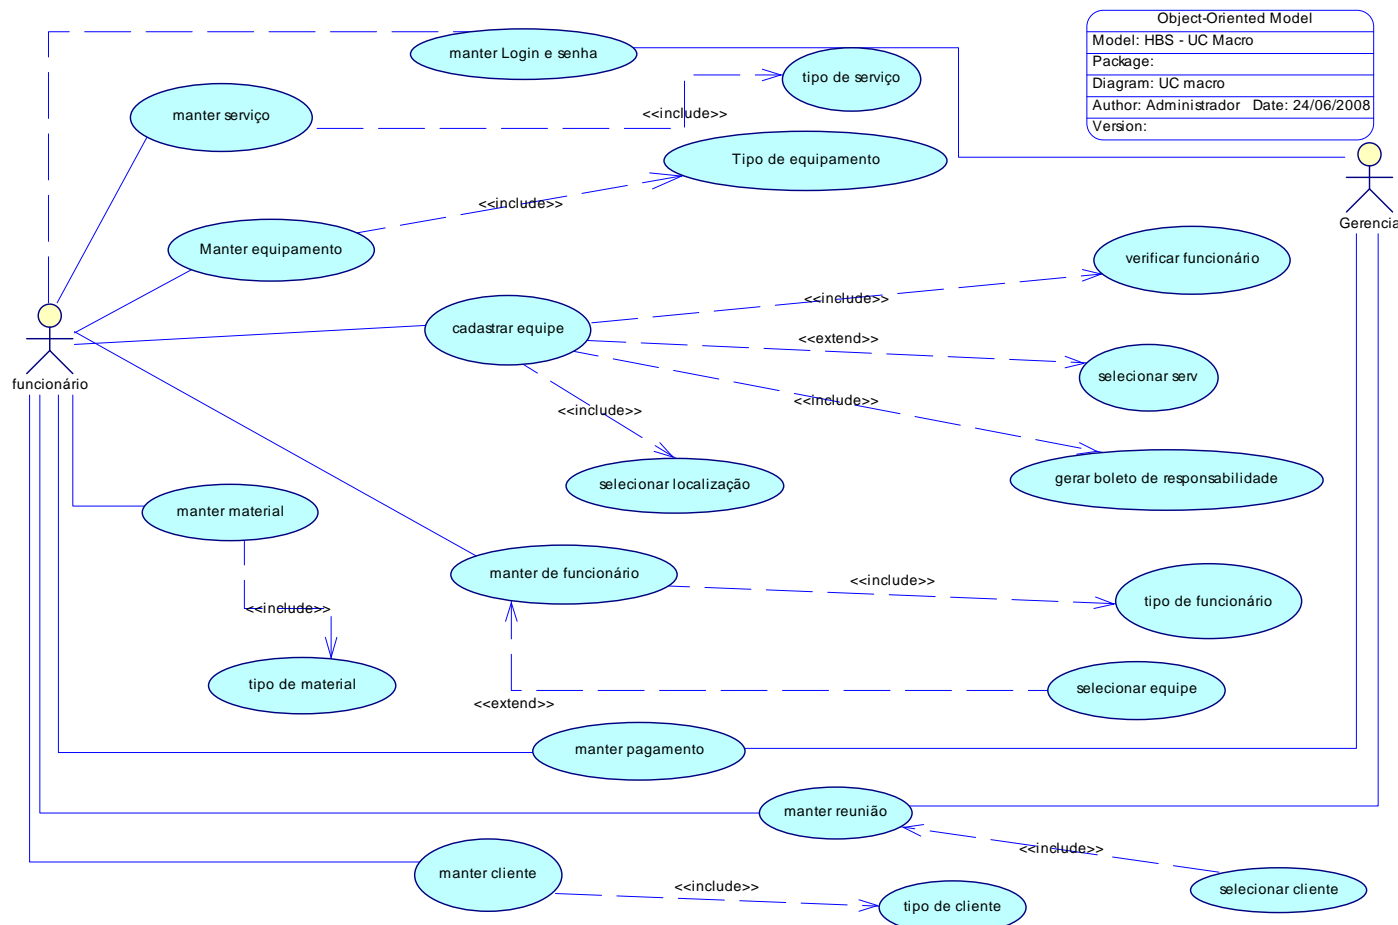 Object-Oriented Model
Model: HBS - UC Macro
Package:
Diagram: UC macro
Author: Administrador Date: 24/06/2008
Version:
manter Login e senha
tipo de serviço
manter serviço
<<include>>
Tipo de equipamento
<<include>>
Gerencia
Manter equipamento
verificar funcionário
<<include>>
cadastrar equipe
<<extend>>
selecionar serv
funcionário
<<include>>
<<include>>
selecionar localização
gerar boleto de responsabilidade
manter material
manter de funcionário
<<include>>
tipo de funcionário
<<include>>
tipo de material
selecionar equipe
<<extend>>
manter pagamento
manter reunião
<<include>>
manter cliente
<<include>>
selecionar cliente
tipo de cliente